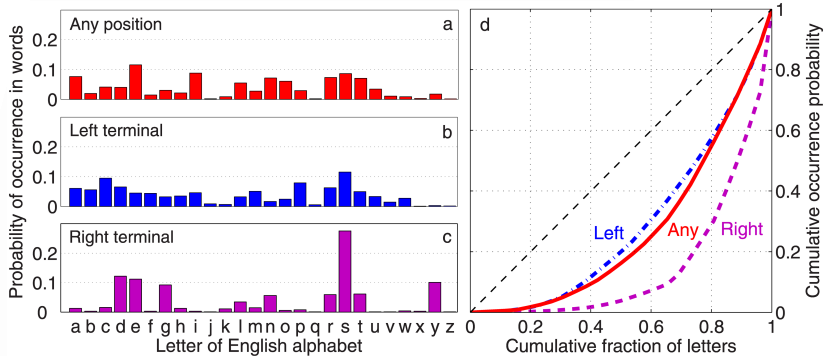 Any position
a
0.2
0.1
0
Left terminal
b
0.2
0.1
0
Right terminal
c
0.2
0.1
0
Probability of occurrence in words
a b c d e f g h i j k l m n o p q r s t u v w x y z
Letter of English alphabet
d
Left
Any
Right
1
0.8
0.6
0.4
0.2
0
0 0.2 0.4 0.6 0.8 1
Cumulative fraction of letters
Cumulative occurrence probability